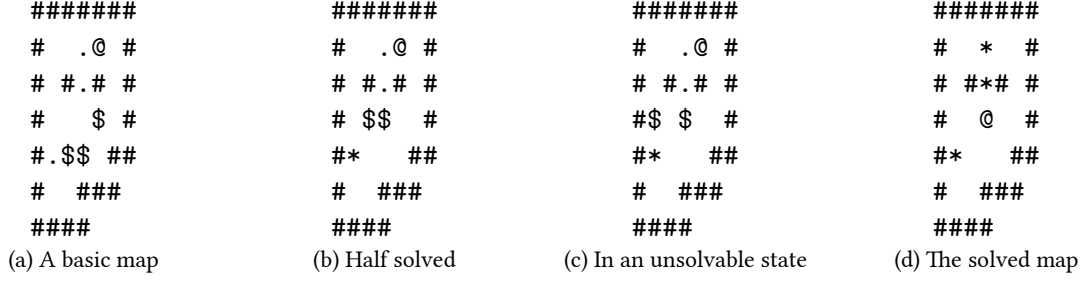 ####### ####### ####### #######
#  .@ # #  .@ # #  .@ # #  *  #
# #.# # # #.# # # #.# # # #*# #
#   $ # # $$  # #$ $  # #  @  #
#.$$ ## #*   ## #*   ## #*   ##
#  ### #  ### #  ### #  ###
#### #### #### ####
(a) A basic map (b) Half solved (c) In an unsolvable state (d) The solved map